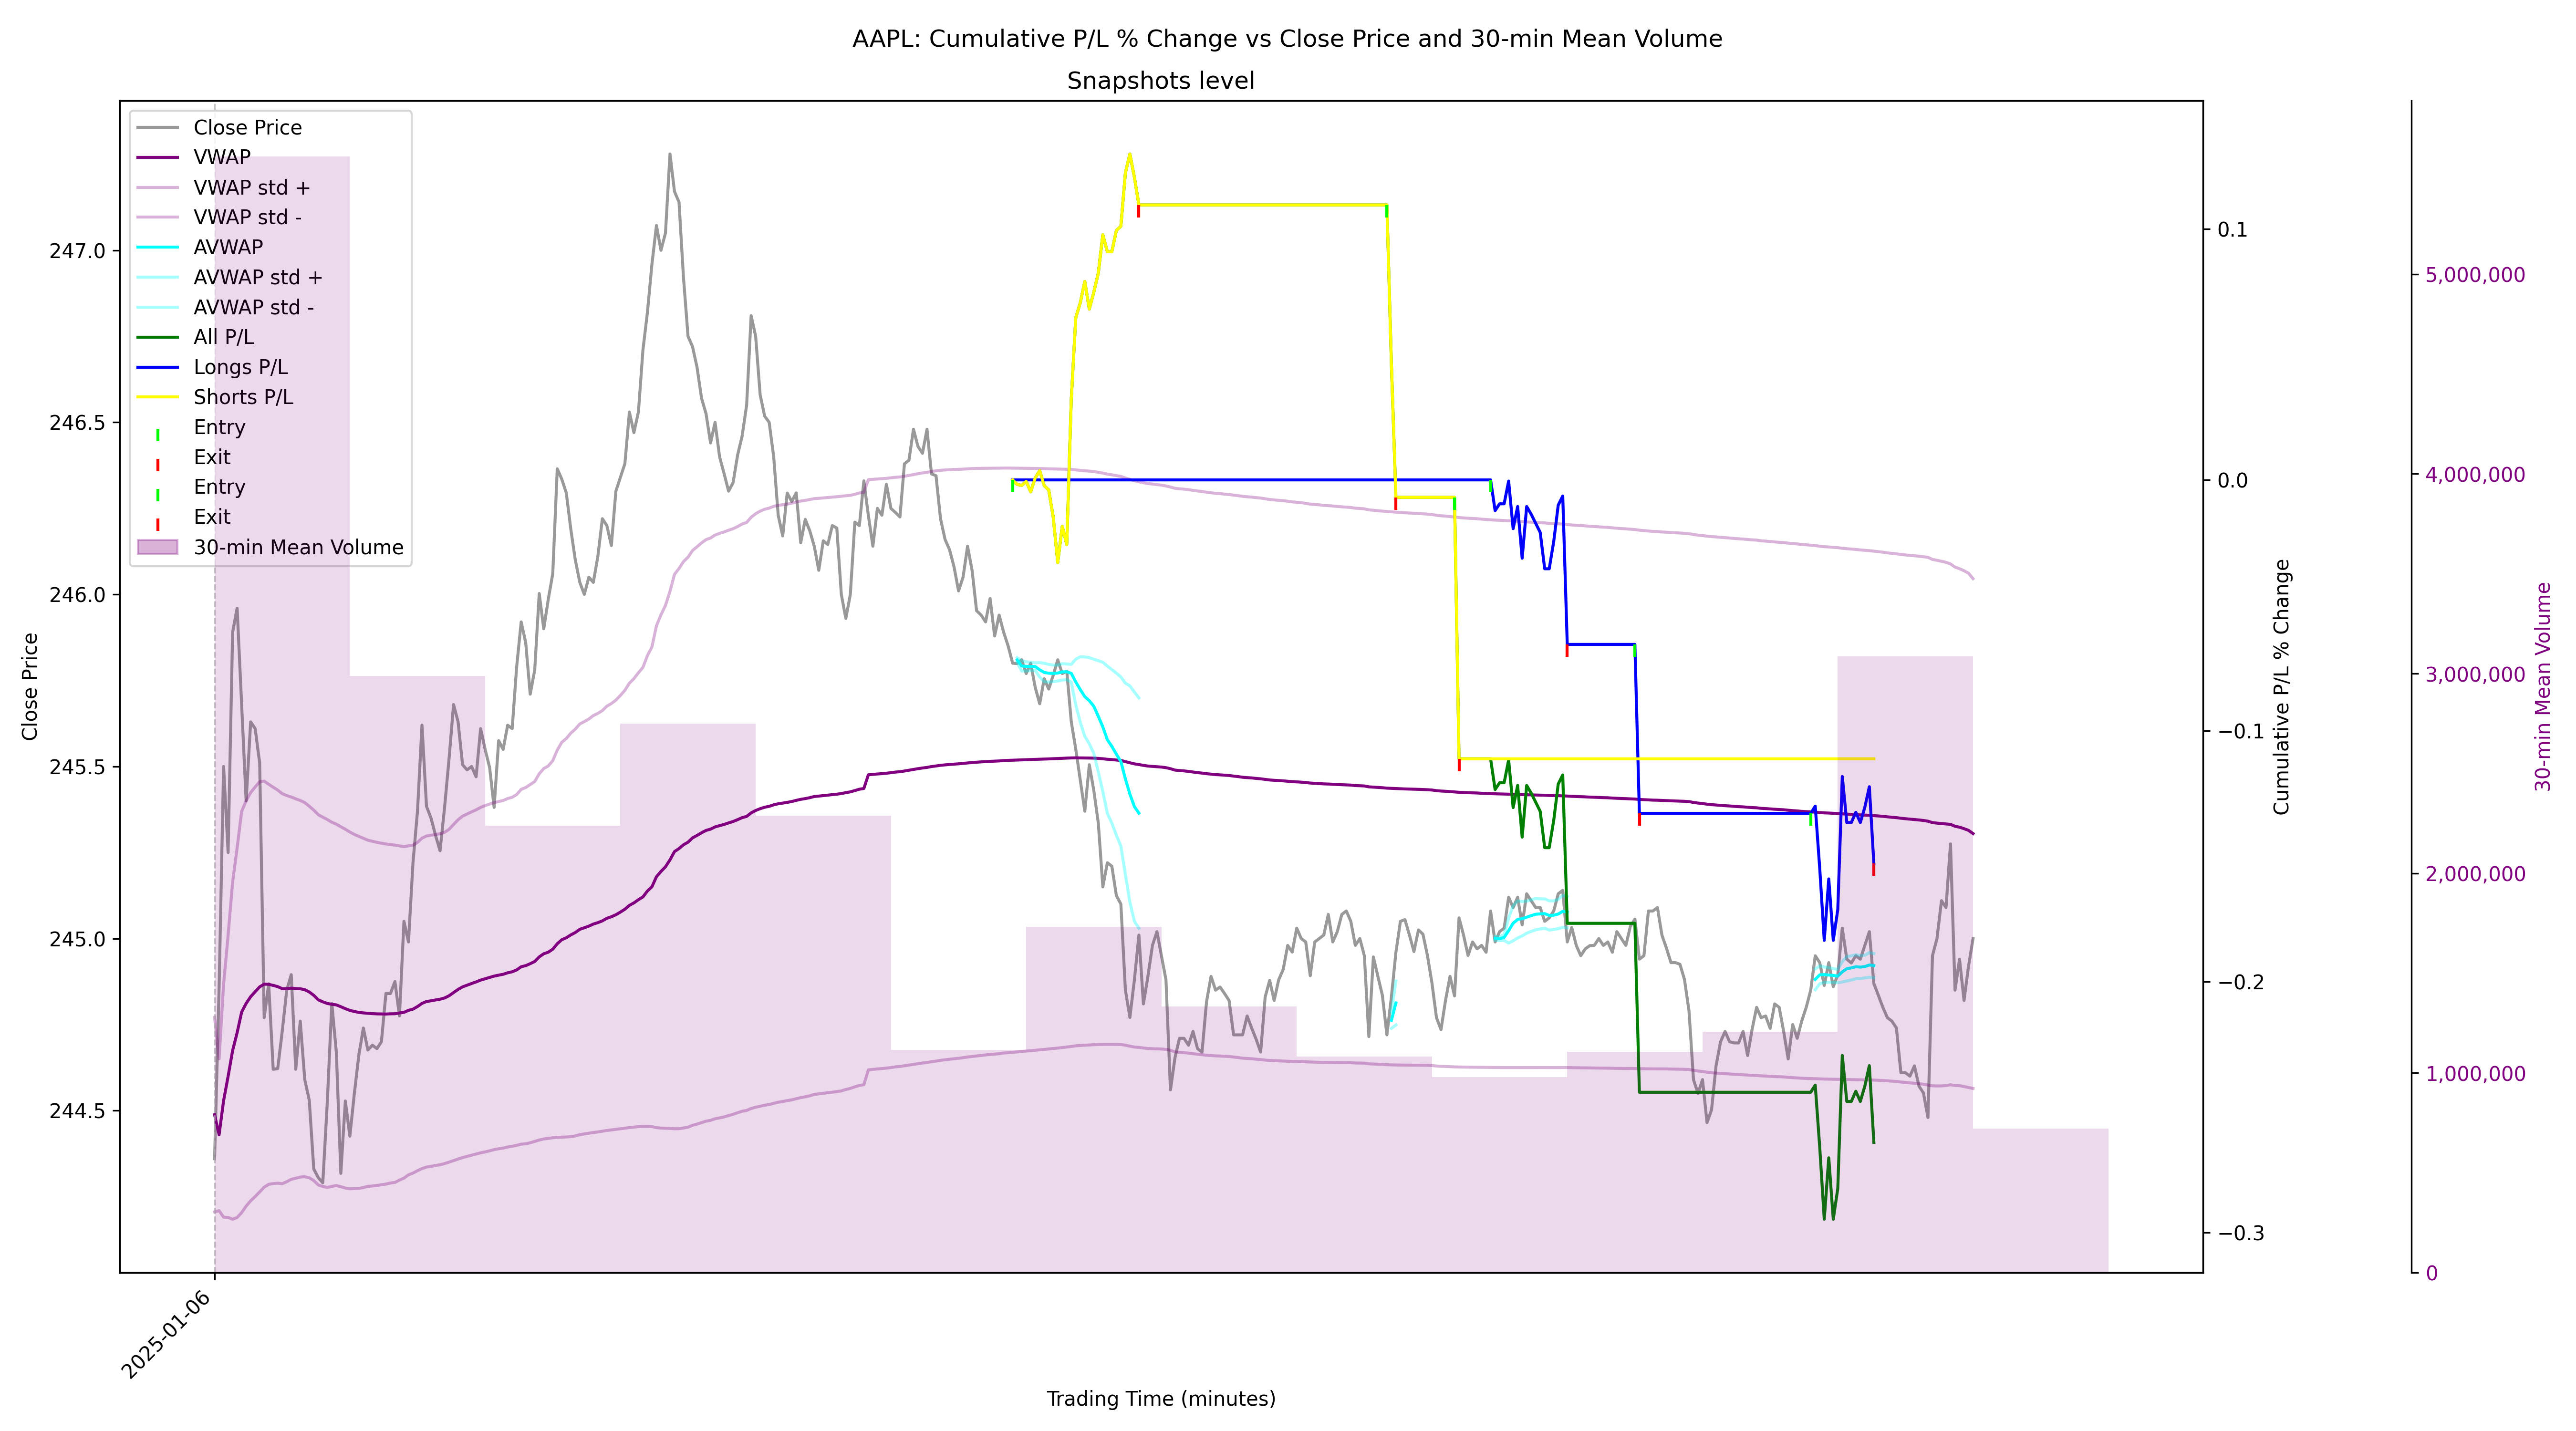 AAPL: Cumulative P/L % Change vs Close Price and 30-min Mean Volume
Snapshots level
Close Price
VWAP
VWAP std +
VWAP std -
AVWAP
AVWAP std +
AVWAP std -
All P/L
Longs P/L
Shorts P/L
Entry
Exit
Entry
Exit
30-min Mean Volume
247.0
246.5
246.0
245.5
245.0
244.5
Close Price
0.1
0.0
−0.1
−0.2
−0.3
Cumulative P/L % Change
5,000,000
4,000,000
3,000,000
2,000,000
1,000,000
0
30-min Mean Volume
2025-01-06
Trading Time (minutes)